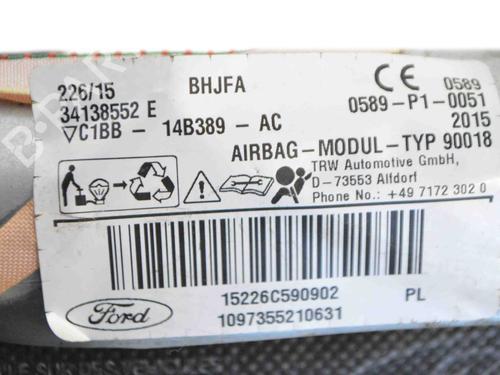 226/15 BHJFA CE 0589
34138552 E 0589-P1-0051
▽C1BB - 14B389 - AC 2015
AIRBAG-MODUL-TYP 90018
TRW Automotive GmbH,
D-73553 Alfdorf
Phone No.: +49 7172 302 0
15226C590902 PL
Ford 1097355210631